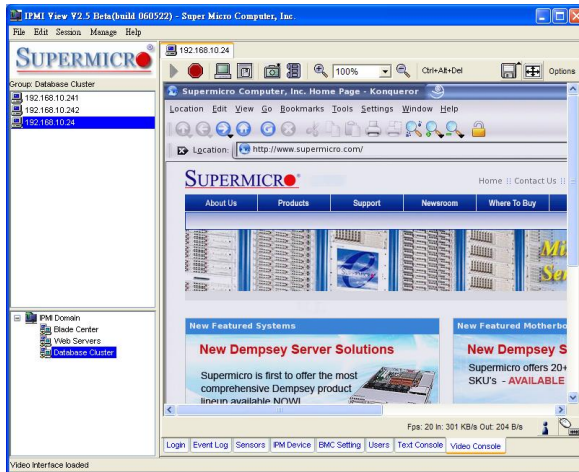 IPMI View V2.5 Beta(build 060522) - Super Micro Computer, Inc.
File Edit Session Manage Help
SUPERMICRO
Group: Database Cluster
192.168.10.241
192.168.10.242
192.168.10.24
IPMI Domain
Blade Center
Web Servers
Database Cluster
192.168.10.24
100%
Ctrl+Alt+Del
Options
Supermicro Computer, Inc. Home Page - Konqueror
Location Edit View Go Bookmarks Tools Settings Window Help
Location: http://www.supermicro.com/
SUPERMICRO
Home :: Contact Us ::
About Us Products Support Newsroom Where To Buy
New Featured Systems
New Dempsey Server Solutions
Supermicro is first to offer the most
comprehensive Dempsey product
lineup available NOW!
New Featured Motherbo
New Dempsey S
Supermicro offers 20+
SKU's - AVAILABLE
Fps: 20 In: 301 KB/s Out: 204 B/s
Login Event Log Sensors IPMI Device BMC Setting Users Text Console Video Console
Video Interface loaded